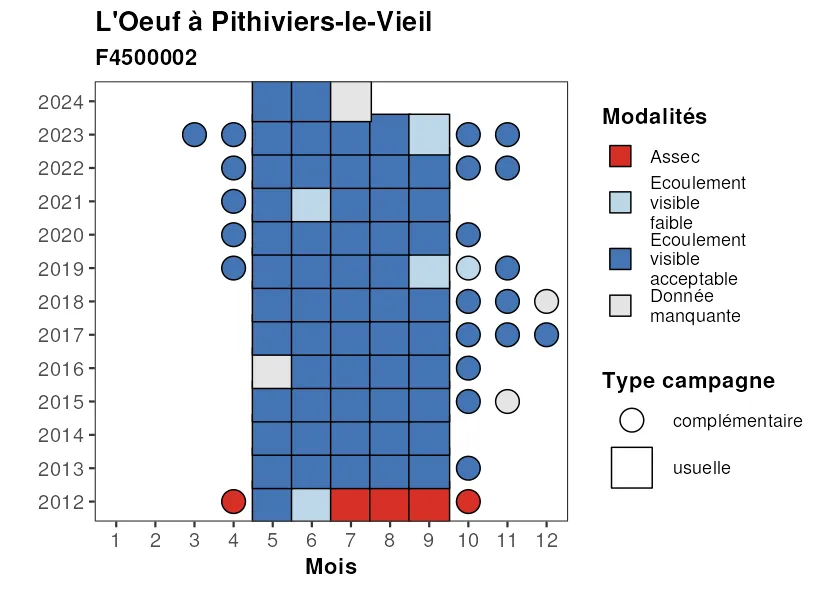 L'Oeuf à Pithiviers-le-Vieil
F4500002
2024
2023
2022
2021
2020
2019
2018
2017
2016
2015
2014
2013
2012
1 2 3 4 5 6 7 8 9 10 11 12
Mois
Modalités
Assec
Ecoulement
visible
faible
Ecoulement
visible
acceptable
Donnée
manquante
Type campagne
complémentaire
usuelle